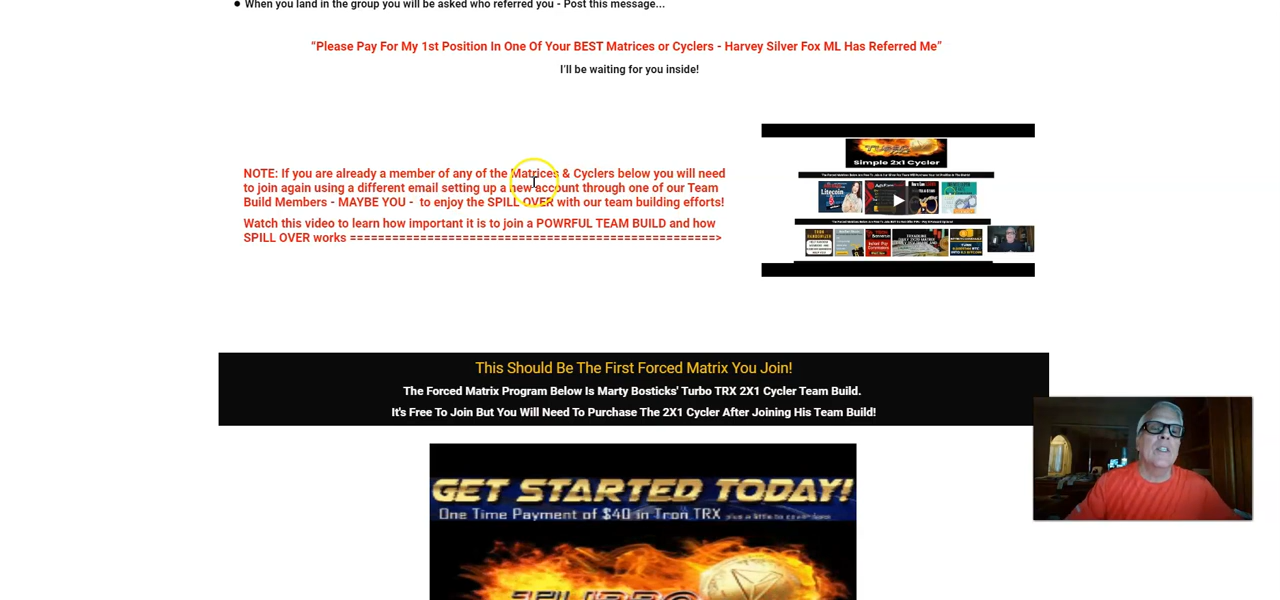 ● When you land in the group you will be asked who referred you - Post this message...
“Please Pay For My 1st Position In One Of Your BEST Matrices or Cyclers - Harvey Silver Fox ML Has Referred Me”
I’ll be waiting for you inside!
NOTE: If you are already a member of any of the Matrices & Cyclers below you will need
to join again using a different email setting up a new account through one of our Team
Build Members - MAYBE YOU - to enjoy the SPILL OVER with our team building efforts!
Watch this video to learn how important it is to join a POWRFUL TEAM BUILD and how
SPILL OVER works ====================================================>
Simple 2x1 Cycler
Litecoin
This Should Be The First Forced Matrix You Join!
The Forced Matrix Program Below Is Marty Bosticks' Turbo TRX 2X1 Cycler Team Build.
It's Free To Join But You Will Need To Purchase The 2X1 Cycler After Joining His Team Build!
GET STARTED TODAY!
One Time Payment of $40 in Tron TRX